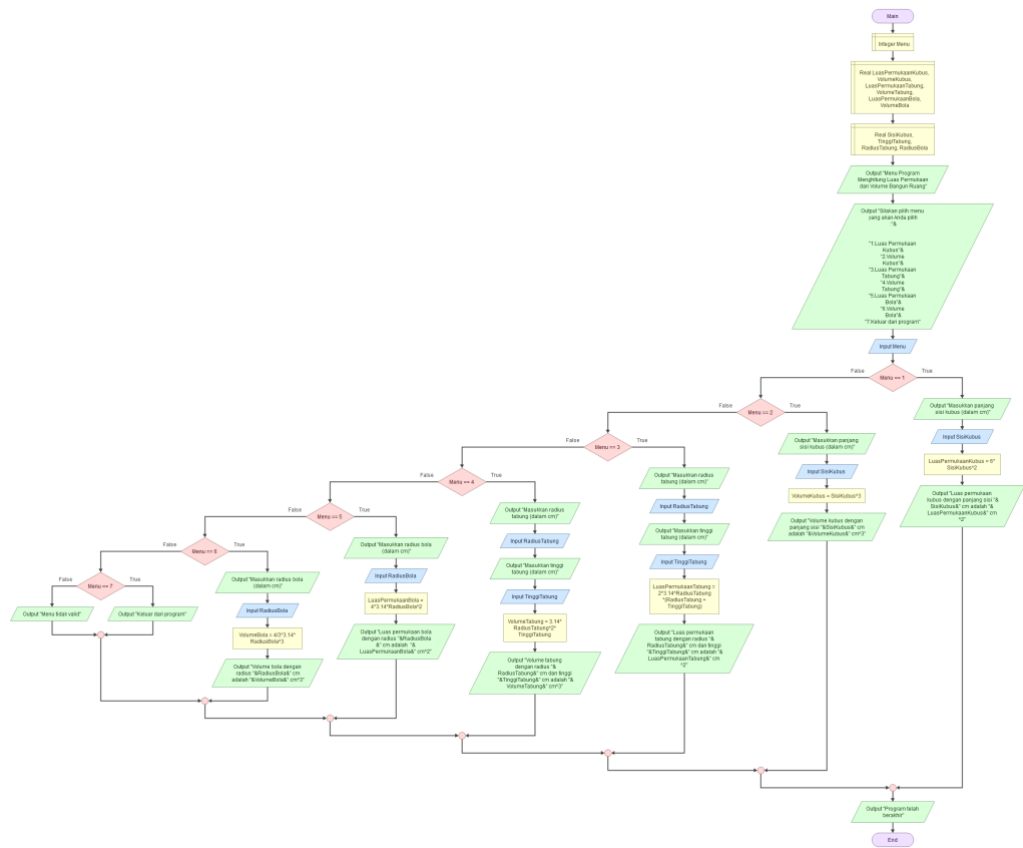 Main
Integer Menu
Real LuasPermukaanKubus,
VolumeKubus,
LuasPermukaanTabung,
VolumeTabung,
LuasPermukaanBola,
VolumeBola
Real SisiKubus,
TinggiTabung,
RadiusTabung, RadiusBola
Output "Menu Program
Menghitung Luas Permukaan
dan Volume Bangun Ruang"
Output "Silakan pilih menu
yang akan Anda pilih
:"&
"1.Luas Permukaan
Kubus"&
"2.Volume
Kubus"&
"3.Luas Permukaan
Tabung"&
"4.Volume
Tabung"&
"5.Luas Permukaan
Bola"&
"6.Volume
Bola"&
"7.Keluar dari program"
Input Menu
False
Menu == 1
True
Output "Masukkan panjang
sisi kubus (dalam cm)"
Input SisiKubus
LuasPermukaanKubus = 6*
SisiKubus^2
Output "Luas permukaan
kubus dengan panjang sisi "&
SisiKubus&" cm adalah "&
LuasPermukaanKubus&" cm
^2"
False
Menu == 2
True
Output "Masukkan panjang
sisi kubus (dalam cm)"
Input SisiKubus
VolumeKubus = SisiKubus^3
Output "Volume kubus dengan
panjang sisi "&SisiKubus&" cm
adalah "&VolumeKubus&" cm^3"
False
Menu == 3
True
Output "Masukkan radius
tabung (dalam cm)"
Input RadiusTabung
Output "Masukkan tinggi
tabung (dalam cm)"
Input TinggiTabung
LuasPermukaanTabung =
2*3.14*RadiusTabung
*(RadiusTabung +
TinggiTabung)
Output "Luas permukaan
tabung dengan radius "&
RadiusTabung&" cm dan tinggi
"&TinggiTabung&" cm adalah "&
LuasPermukaanTabung&" cm
^2"
False
Menu == 4
True
Output "Masukkan radius
tabung (dalam cm)"
Input RadiusTabung
Output "Masukkan tinggi
tabung (dalam cm)"
Input TinggiTabung
VolumeTabung = 3.14*
RadiusTabung^2*
TinggiTabung
Output "Volume tabung
dengan radius "&
RadiusTabung&" cm dan tinggi
"&TinggiTabung&" cm adalah "&
VolumeTabung&" cm^3"
False
Menu == 5
True
Output "Masukkan radius bola
(dalam cm)"
Input RadiusBola
LuasPermukaanBola =
4*3.14*RadiusBola^2
Output "Luas permukaan bola
dengan radius "&RadiusBola
&" cm adalah "&
LuasPermukaanBola&" cm^2"
False
Menu == 6
True
Output "Masukkan radius bola
(dalam cm)"
Input RadiusBola
VolumeBola = 4/3*3.14*
RadiusBola^3
Output "Volume bola dengan
radius "&RadiusBola&" cm
adalah "&VolumeBola&" cm^3"
False
Menu == 7
True
Output "Menu tidak valid"
Output "Keluar dari program"
Output "Program telah
berakhir"
End